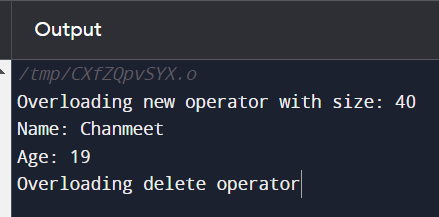 Output
/tmp/CXfZQpvSYX.o
Overloading new operator with size: 40
Name: Chanmeet
Age: 19
Overloading delete operator